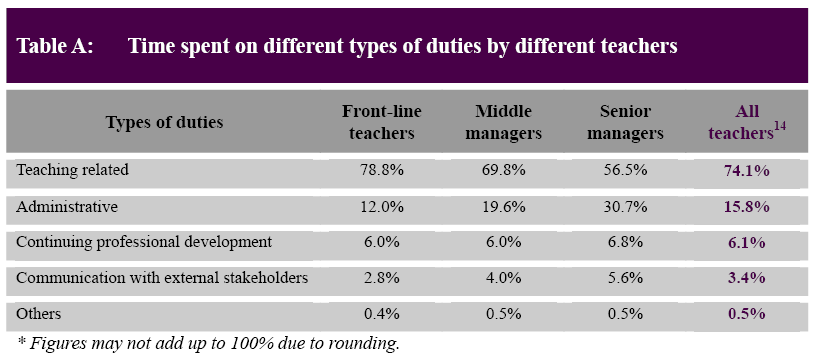 Table A: Time spent on different types of duties by different teachers
Types of duties Front-line teachers Middle managers Senior managers All teachers14
Teaching related 78.8% 69.8% 56.5% 74.1%
Administrative 12.0% 19.6% 30.7% 15.8%
Continuing professional development 6.0% 6.0% 6.8% 6.1%
Communication with external stakeholders 2.8% 4.0% 5.6% 3.4%
Others 0.4% 0.5% 0.5% 0.5%
* Figures may not add up to 100% due to rounding.